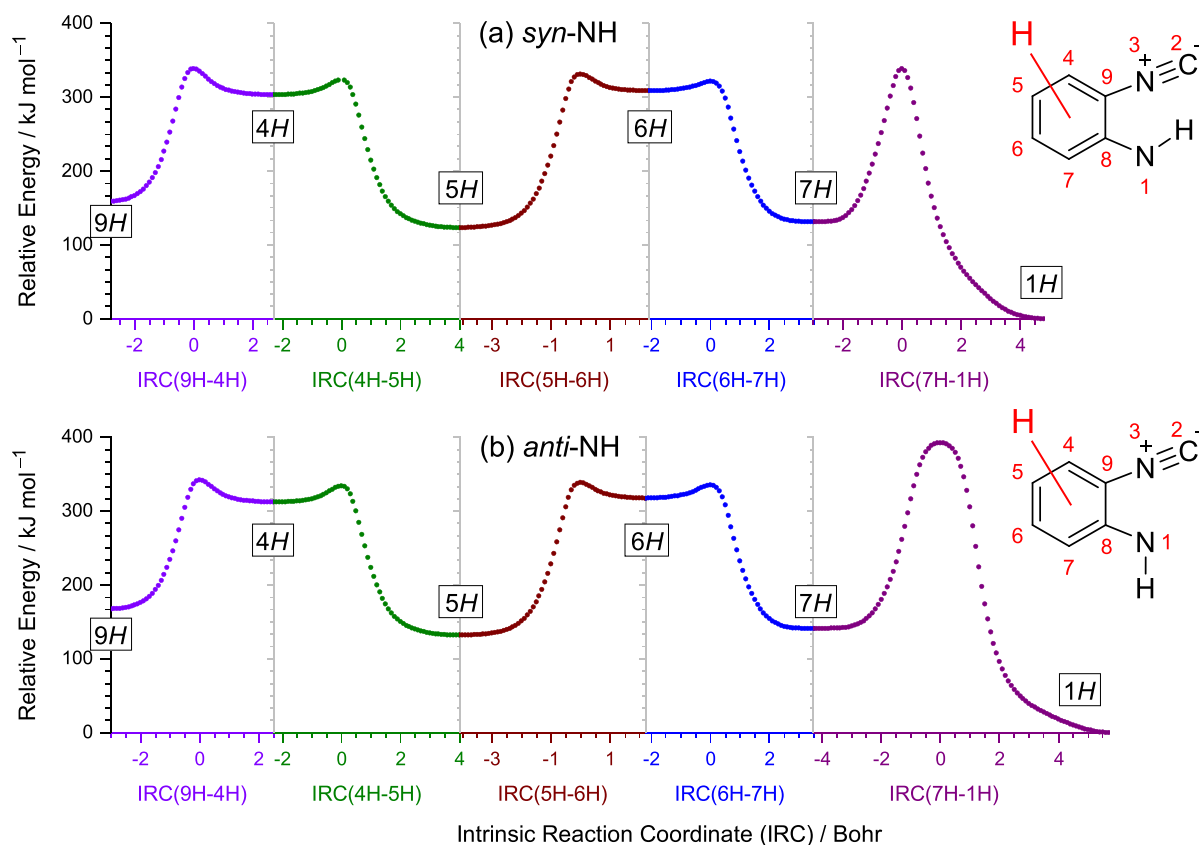 (a) syn-NH
400
300
200
100
0
Relative Energy / kJ mol⁻¹
9H
4H
5H
6H
7H
1H
-2 0 2 -2 0 2 4 -3 -1 1 -2 0 2 -2 0 2 4
IRC(9H-4H) IRC(4H-5H) IRC(5H-6H) IRC(6H-7H) IRC(7H-1H)
H
3
2
4
N + C -
5
9
H
6
8
N
7
1
(b) anti-NH
400
300
200
100
0
Relative Energy / kJ mol⁻¹
9H
4H
5H
6H
7H
1H
-2 0 2 -2 0 2 4 -3 -1 1 -2 0 2 -4 -2 0 2 4
IRC(9H-4H) IRC(4H-5H) IRC(5H-6H) IRC(6H-7H) IRC(7H-1H)
H
3
2
4
N + C -
5
9
6
8
N
1
7
H
Intrinsic Reaction Coordinate (IRC) / Bohr